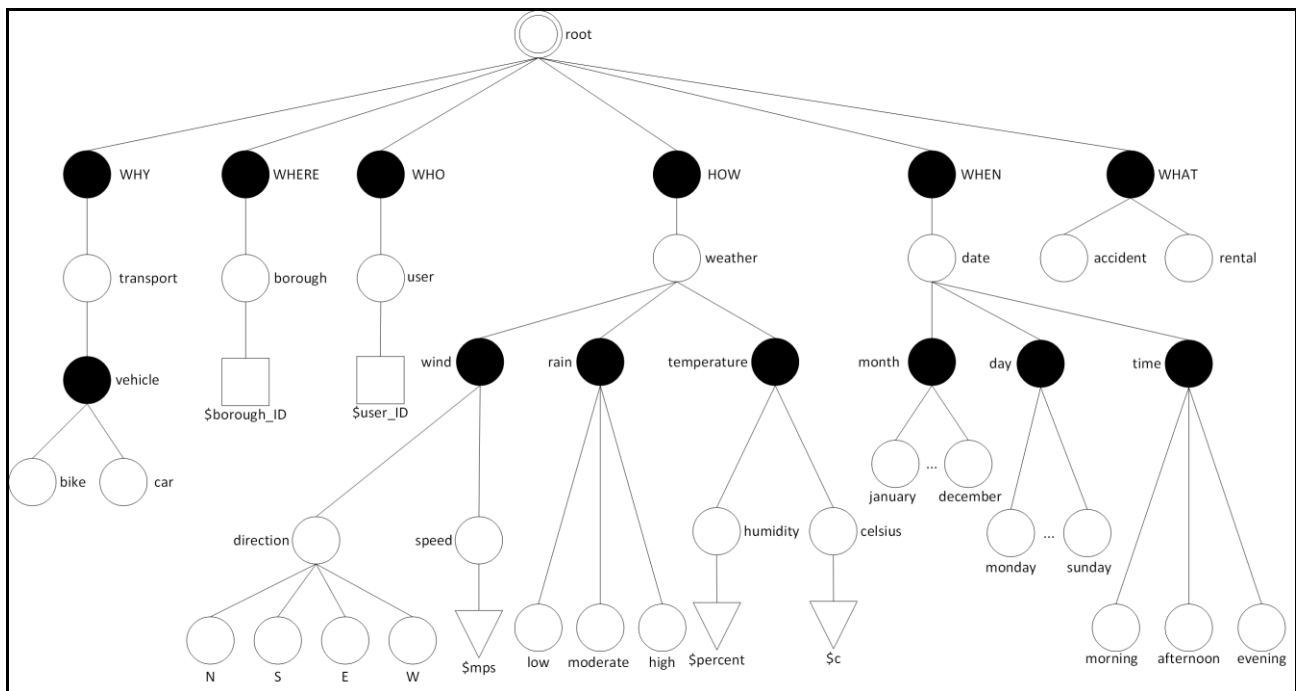 root
WHY WHERE WHO HOW WHEN WHAT
transport borough user weather date accident rental
vehicle $borough_ID $user_ID wind rain temperature month day time
bike car
january ... december
direction speed humidity celsius
monday ... sunday
N S E W
$mps low moderate high $percent $c
morning afternoon evening